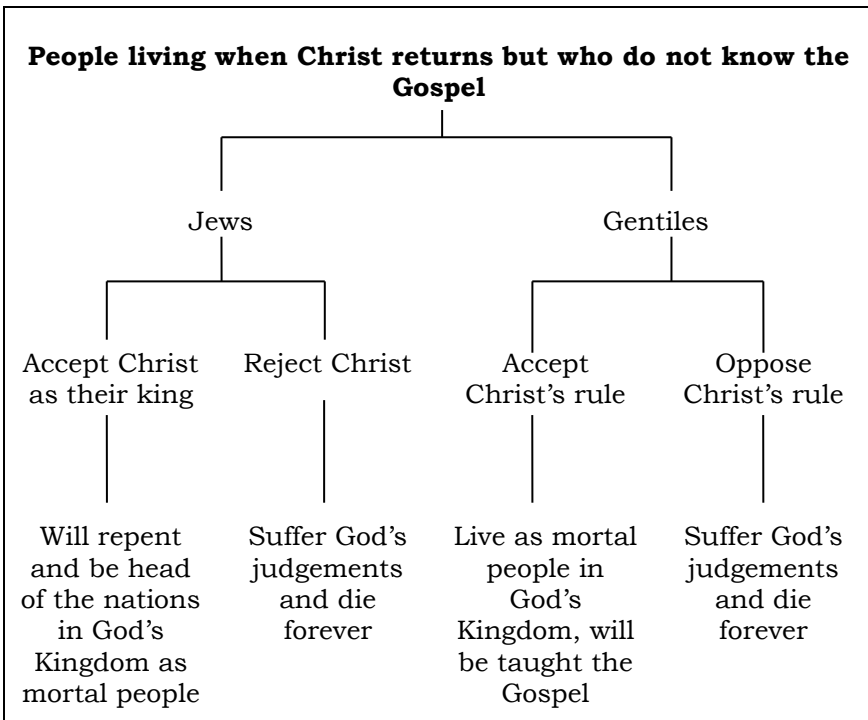 People living when Christ returns but who do not know the
Gospel
Jews
Gentiles
Accept Christ
as their king
Reject Christ
Accept
Christ’s rule
Oppose
Christ’s rule
Will repent
and be head
of the nations
in God’s
Kingdom as
mortal people
Suffer God’s
judgements
and die
forever
Live as mortal
people in
God’s
Kingdom, will
be taught the
Gospel
Suffer God’s
judgements
and die
forever